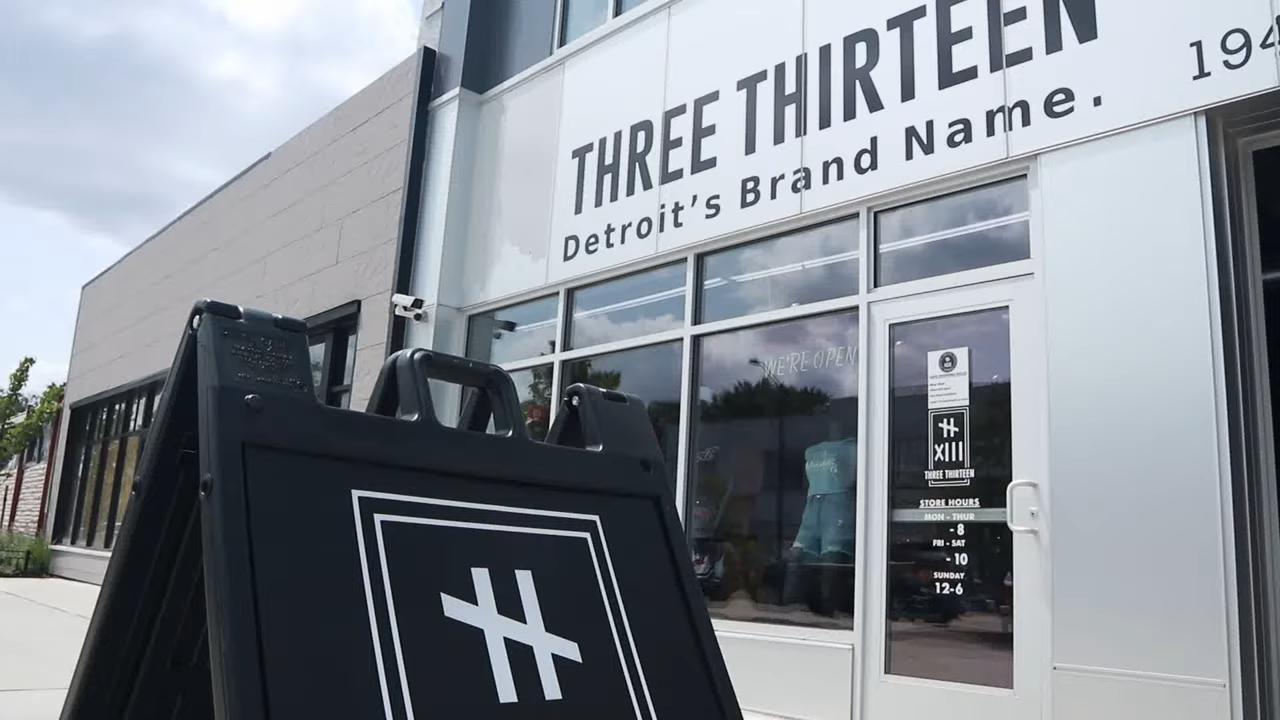 THREE THIRTEEN
Detroit's Brand Name.
194
WE'RE OPEN
XIII
THREE THIRTEEN
STORE HOURS
MON - THUR
- 8
FRI - SAT
- 10
SUNDAY
12-6